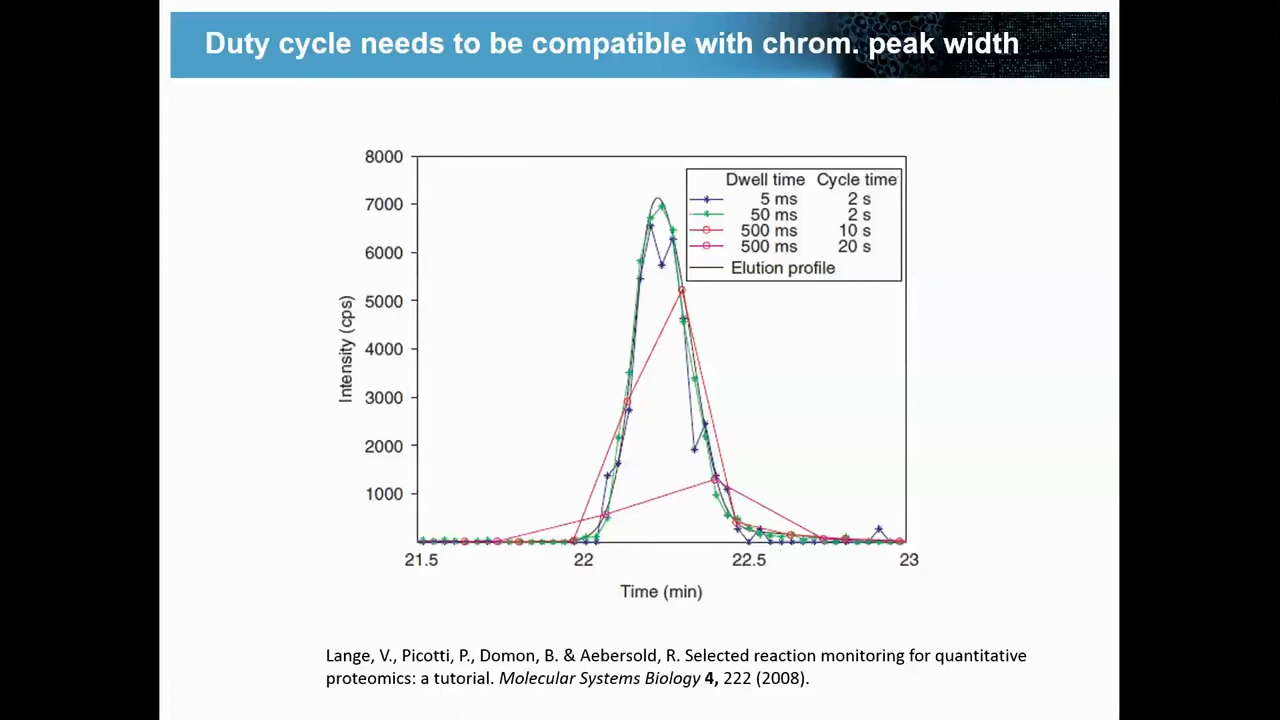 Duty cycle needs to be compatible with chrom. peak width
8000
7000
6000
5000
4000
3000
2000
1000
Intensity (cps)
Dwell time Cycle time
5 ms 2 s
50 ms 2 s
500 ms 10 s
500 ms 20 s
Elution profile
21.5 22 22.5 23
Time (min)
Lange, V., Picotti, P., Domon, B. & Aebersold, R. Selected reaction monitoring for quantitative
proteomics: a tutorial. Molecular Systems Biology 4, 222 (2008).